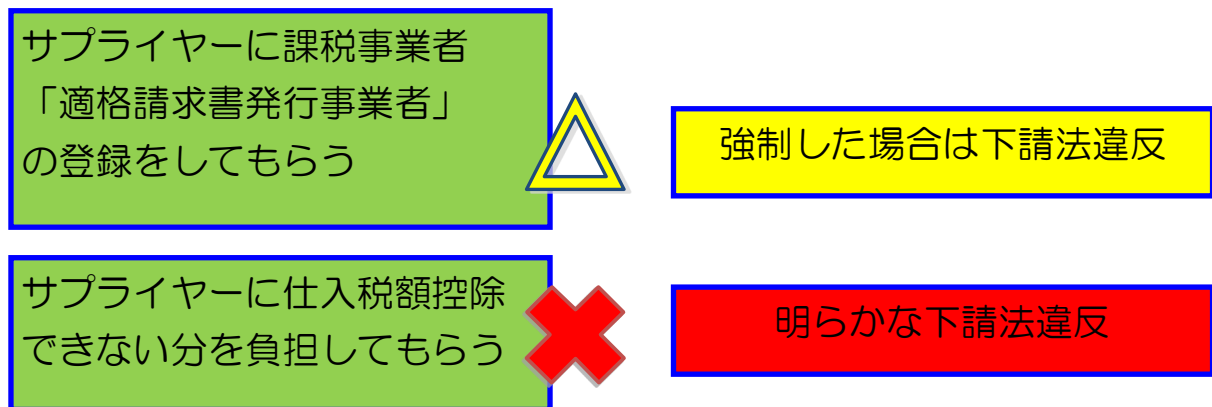 サプライヤーに課税事業者
「適格請求書発行事業者」
の登録をしてもらう
強制した場合は下請法違反
サプライヤーに仕入税額控除
できない分を負担してもらう
明らかな下請法違反